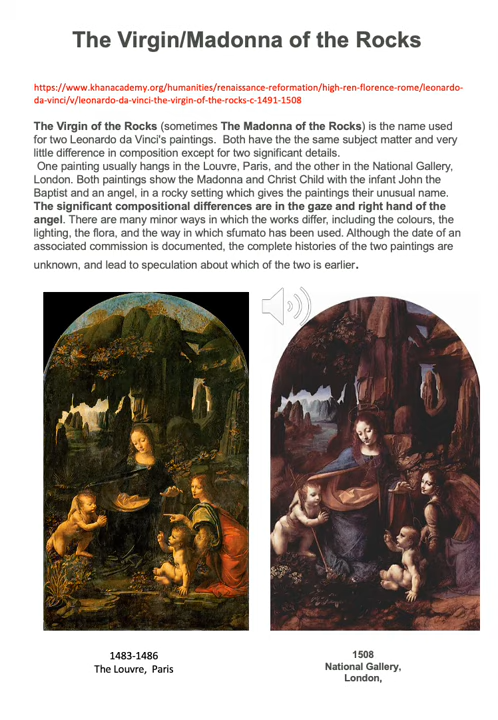 The Virgin/Madonna of the Rocks
https://www.khanacademy.org/humanities/renaissance-reformation/high-ren-florence-rome/leonardo-
da-vinci/v/leonardo-da-vinci-the-virgin-of-the-rocks-c-1491-1508
The Virgin of the Rocks (sometimes The Madonna of the Rocks) is the name used
for two Leonardo da Vinci's paintings.  Both have the the same subject matter and very
little difference in composition except for two significant details.
One painting usually hangs in the Louvre, Paris, and the other in the National Gallery,
London. Both paintings show the Madonna and Christ Child with the infant John the
Baptist and an angel, in a rocky setting which gives the paintings their unusual name.
The significant compositional differences are in the gaze and right hand of the
angel. There are many minor ways in which the works differ, including the colours, the
lighting, the flora, and the way in which sfumato has been used. Although the date of an
associated commission is documented, the complete histories of the two paintings are
unknown, and lead to speculation about which of the two is earlier.
1483-1486
The Louvre,  Paris
1508
National Gallery,
London,